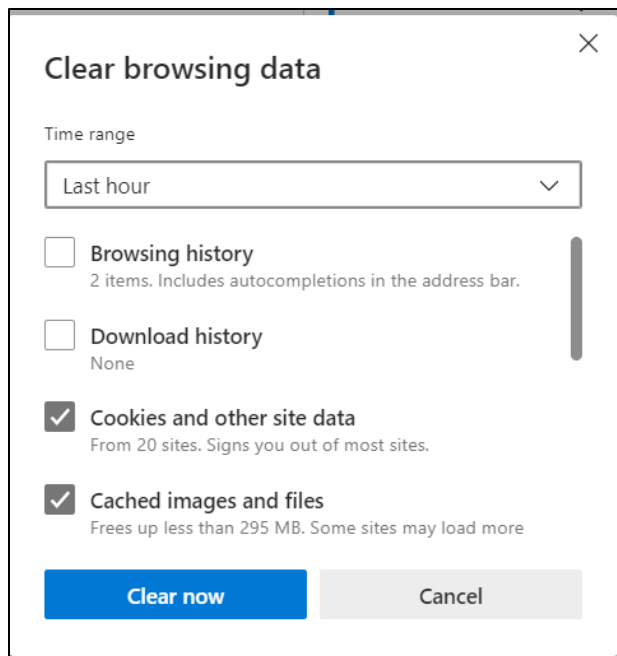 Clear browsing data
Time range
Last hour
Browsing history
2 items. Includes autocompletions in the address bar.
Download history
None
Cookies and other site data
From 20 sites. Signs you out of most sites.
Cached images and files
Frees up less than 295 MB. Some sites may load more
Clear now
Cancel